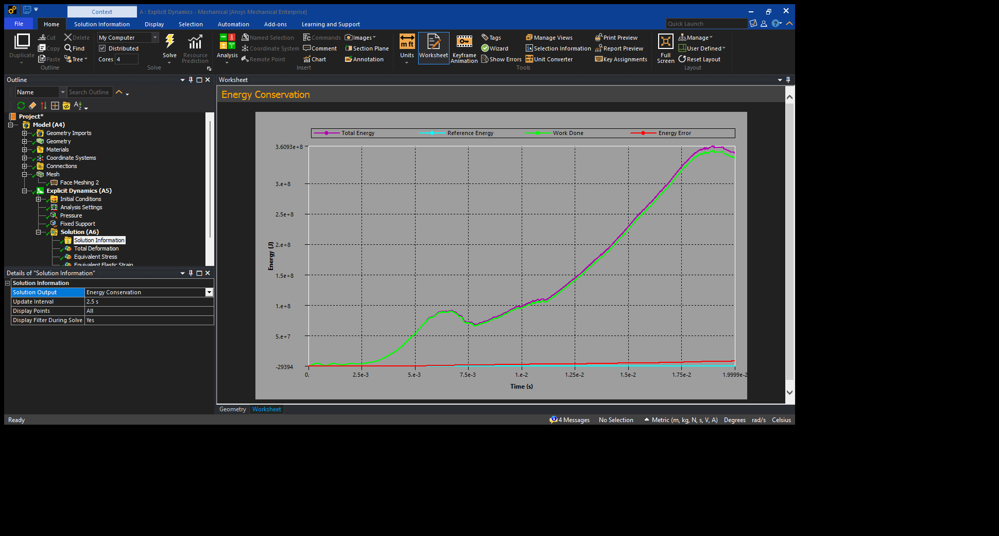 Context
A : Explicit Dynamics - Mechanical [Ansys Mechanical Enterprise]
File Home Solution Information Display Selection Automation Add-ons Learning and Support Quick Launch
Duplicate
Cut
Copy
Paste
Delete
Find
Tree
Outline
My Computer
Distributed
Cores 4
Solve
Resource Prediction
Solve
Analysis
Named Selection
Coordinate System
Remote Point
Commands
Comment
Chart
Images
Section Plane
Annotation
Insert
m ft
Units
Worksheet
Keyframe Animation
Tags
Wizard
Show Errors
Manage Views
Selection Information
Unit Converter
Print Preview
Report Preview
Key Assignments
Tools
Full Screen
Manage
User Defined
Reset Layout
Layout
Outline
Name Search Outline
Project*
Model (A4)
Geometry Imports
Geometry
Materials
Coordinate Systems
Connections
Mesh
Face Meshing 2
Explicit Dynamics (A5)
Initial Conditions
Analysis Settings
Pressure
Fixed Support
Solution (A6)
Solution Information
Total Deformation
Equivalent Stress
Equivalent Elastic Strain
Details of "Solution Information"
Solution Information
Solution Output Energy Conservation
Update Interval 2.5 s
Display Points All
Display Filter During Solve Yes
Worksheet
Energy Conservation
Total Energy Reference Energy Work Done Energy Error
3.6093e+8
3.e+8
2.5e+8
2.e+8
1.5e+8
1.e+8
5.e+7
-29394
Energy (J)
0. 2.5e-3 5.e-3 7.5e-3 1.e-2 1.25e-2 1.5e-2 1.75e-2 1.9999e-2
Time (s)
Geometry Worksheet
Ready 4 Messages No Selection Metric (m, kg, N, s, V, A) Degrees rad/s Celsius